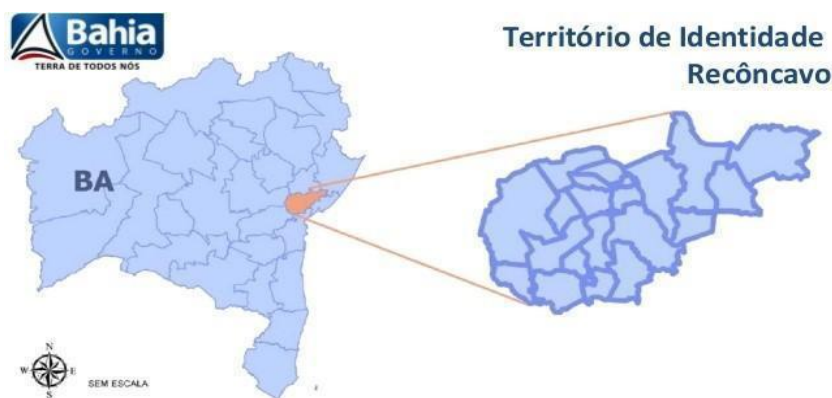 Bahia
GOVERNO
TERRA DE TODOS NÓS
Território de Identidade
Recôncavo
BA
N
W
E
S
SEM ESCALA